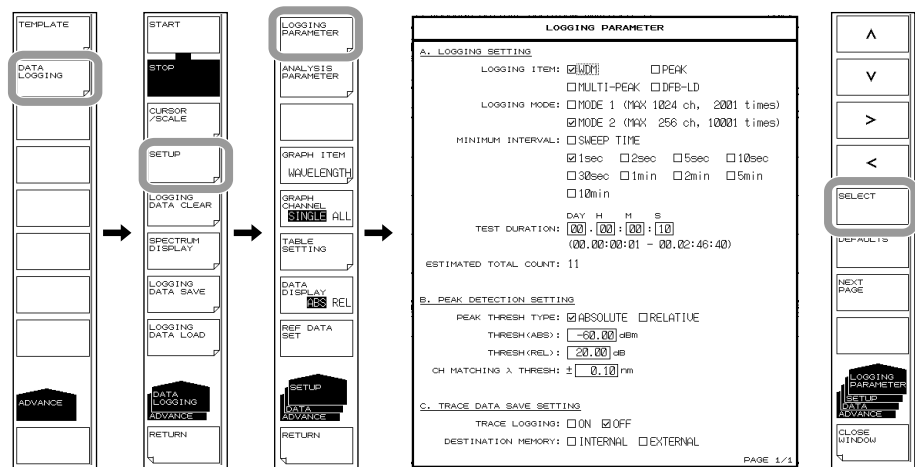 TEMPLATE
DATA
LOGGING
ADVANCE
START
STOP
CURSOR
/SCALE
SETUP
LOGGING
DATA CLEAR
SPECTRUM
DISPLAY
LOGGING
DATA SAVE
LOGGING
DATA LOAD
DATA
LOGGING
ADVANCE
RETURN
LOGGING
PARAMETER
ANALYSIS
PARAMETER
GRAPH ITEM
WAVELENGTH
GRAPH
CHANNEL
SINGLE ALL
TABLE
SETTING
DATA
DISPLAY
ABS REL
REF DATA
SET
SETUP
DATA
ADVANCE
RETURN
LOGGING PARAMETER
A. LOGGING SETTING
LOGGING ITEM: ☑WDM ☐PEAK
☐MULTI-PEAK ☐DFB-LD
LOGGING MODE: ☐MODE 1 (MAX 1024 ch, 2001 times)
☑MODE 2 (MAX 256 ch, 10001 times)
MINIMUM INTERVAL: ☐SWEEP TIME
☑1sec ☐2sec ☐5sec ☐10sec
☐30sec ☐1min ☐2min ☐5min
☐10min
DAY H M S
TEST DURATION: 00.00:00:10
(00.00:00:01 - 00.02:46:40)
ESTIMATED TOTAL COUNT: 11
B. PEAK DETECTION SETTING
PEAK THRESH TYPE: ☑ABSOLUTE ☐RELATIVE
THRESH(ABS): -60.00 dBm
THRESH(REL): 20.00 dB
CH MATCHING λ THRESH: ± 0.10 nm
C. TRACE DATA SAVE SETTING
TRACE LOGGING: ☐ON ☑OFF
DESTINATION MEMORY: ☐INTERNAL ☐EXTERNAL
PAGE 1/1
∧
∨
>
<
SELECT
DEFAULTS
NEXT
PAGE
LOGGING
PARAMETER
SETUP
DATA
ADVANCE
CLOSE
WINDOW